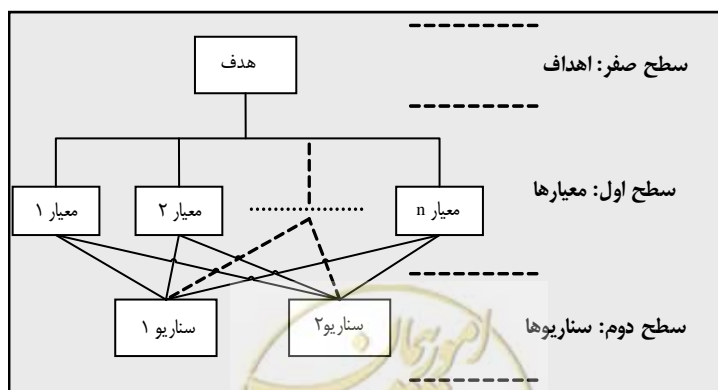 سطح صفر: اهداف
هدف
سطح اول: معیارها
معیار ۱
معیار ۲
معیار n
سطح دوم: سناریوها
سناریو ۱
سناریو۲